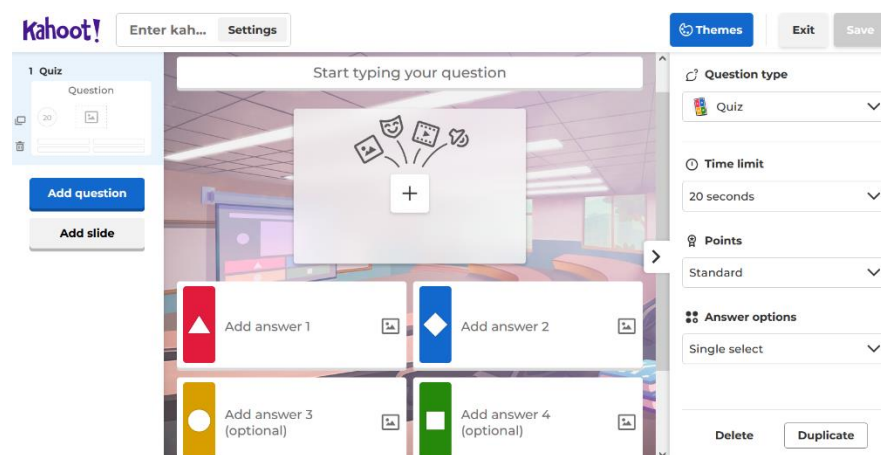 Kahoot!
Enter kah...
Settings
Themes
Exit
Save
1 Quiz
Question
20
Add question
Add slide
Start typing your question
Add answer 1
Add answer 2
Add answer 3
(optional)
Add answer 4
(optional)
Question type
Quiz
Time limit
20 seconds
Points
Standard
Answer options
Single select
Delete
Duplicate